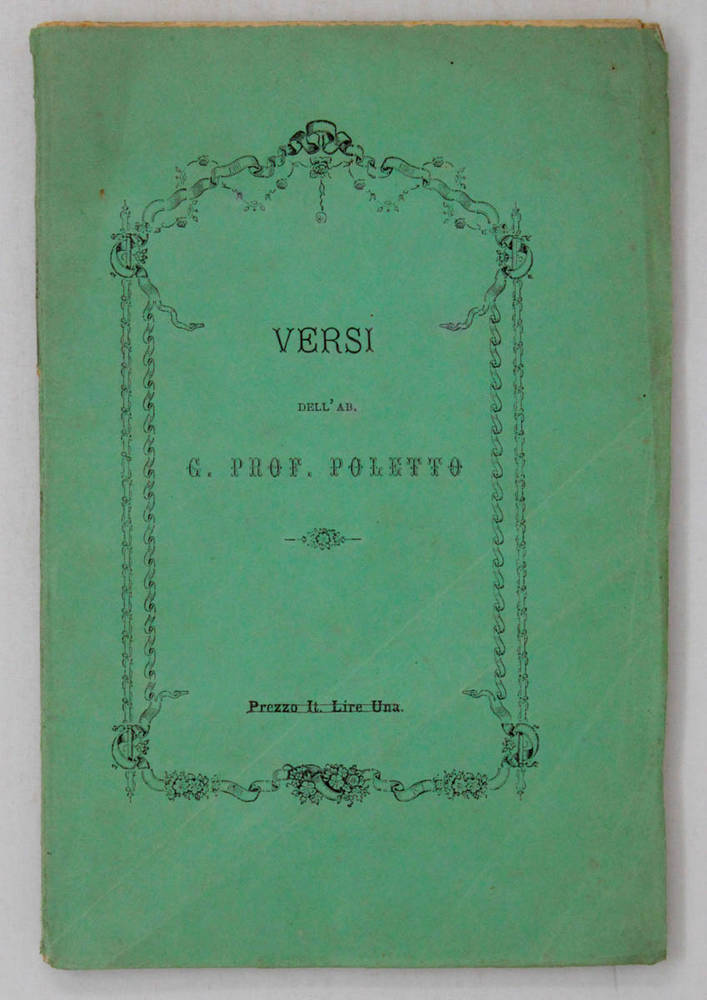 VERSI
DELL' AB.
G. PROF. POLETTO
Prezzo It. Lire Una.